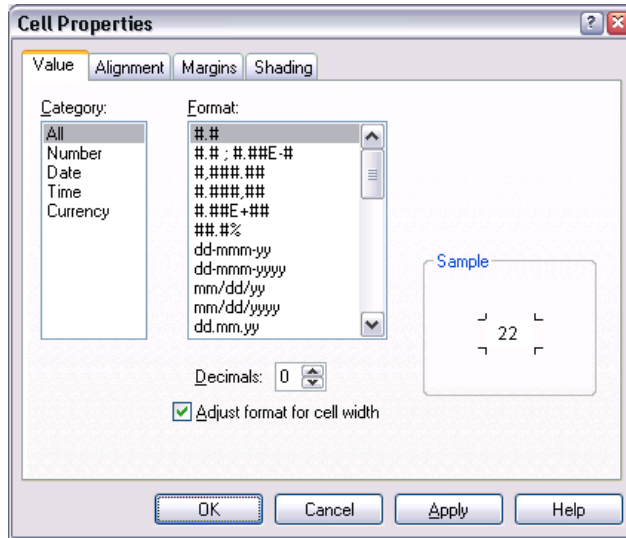 Cell Properties
Value Alignment Margins Shading
Category: Format:
All #.#
Number #.# ; #.##E-#
Date #,###.##
Time #.###,##
Currency #.##E+##
##.#%
dd-mmm-yy
dd-mmm-yyyy
mm/dd/yy
mm/dd/yyyy
dd.mm.yy
Sample
22
Decimals: 0
Adjust format for cell width
OK Cancel Apply Help